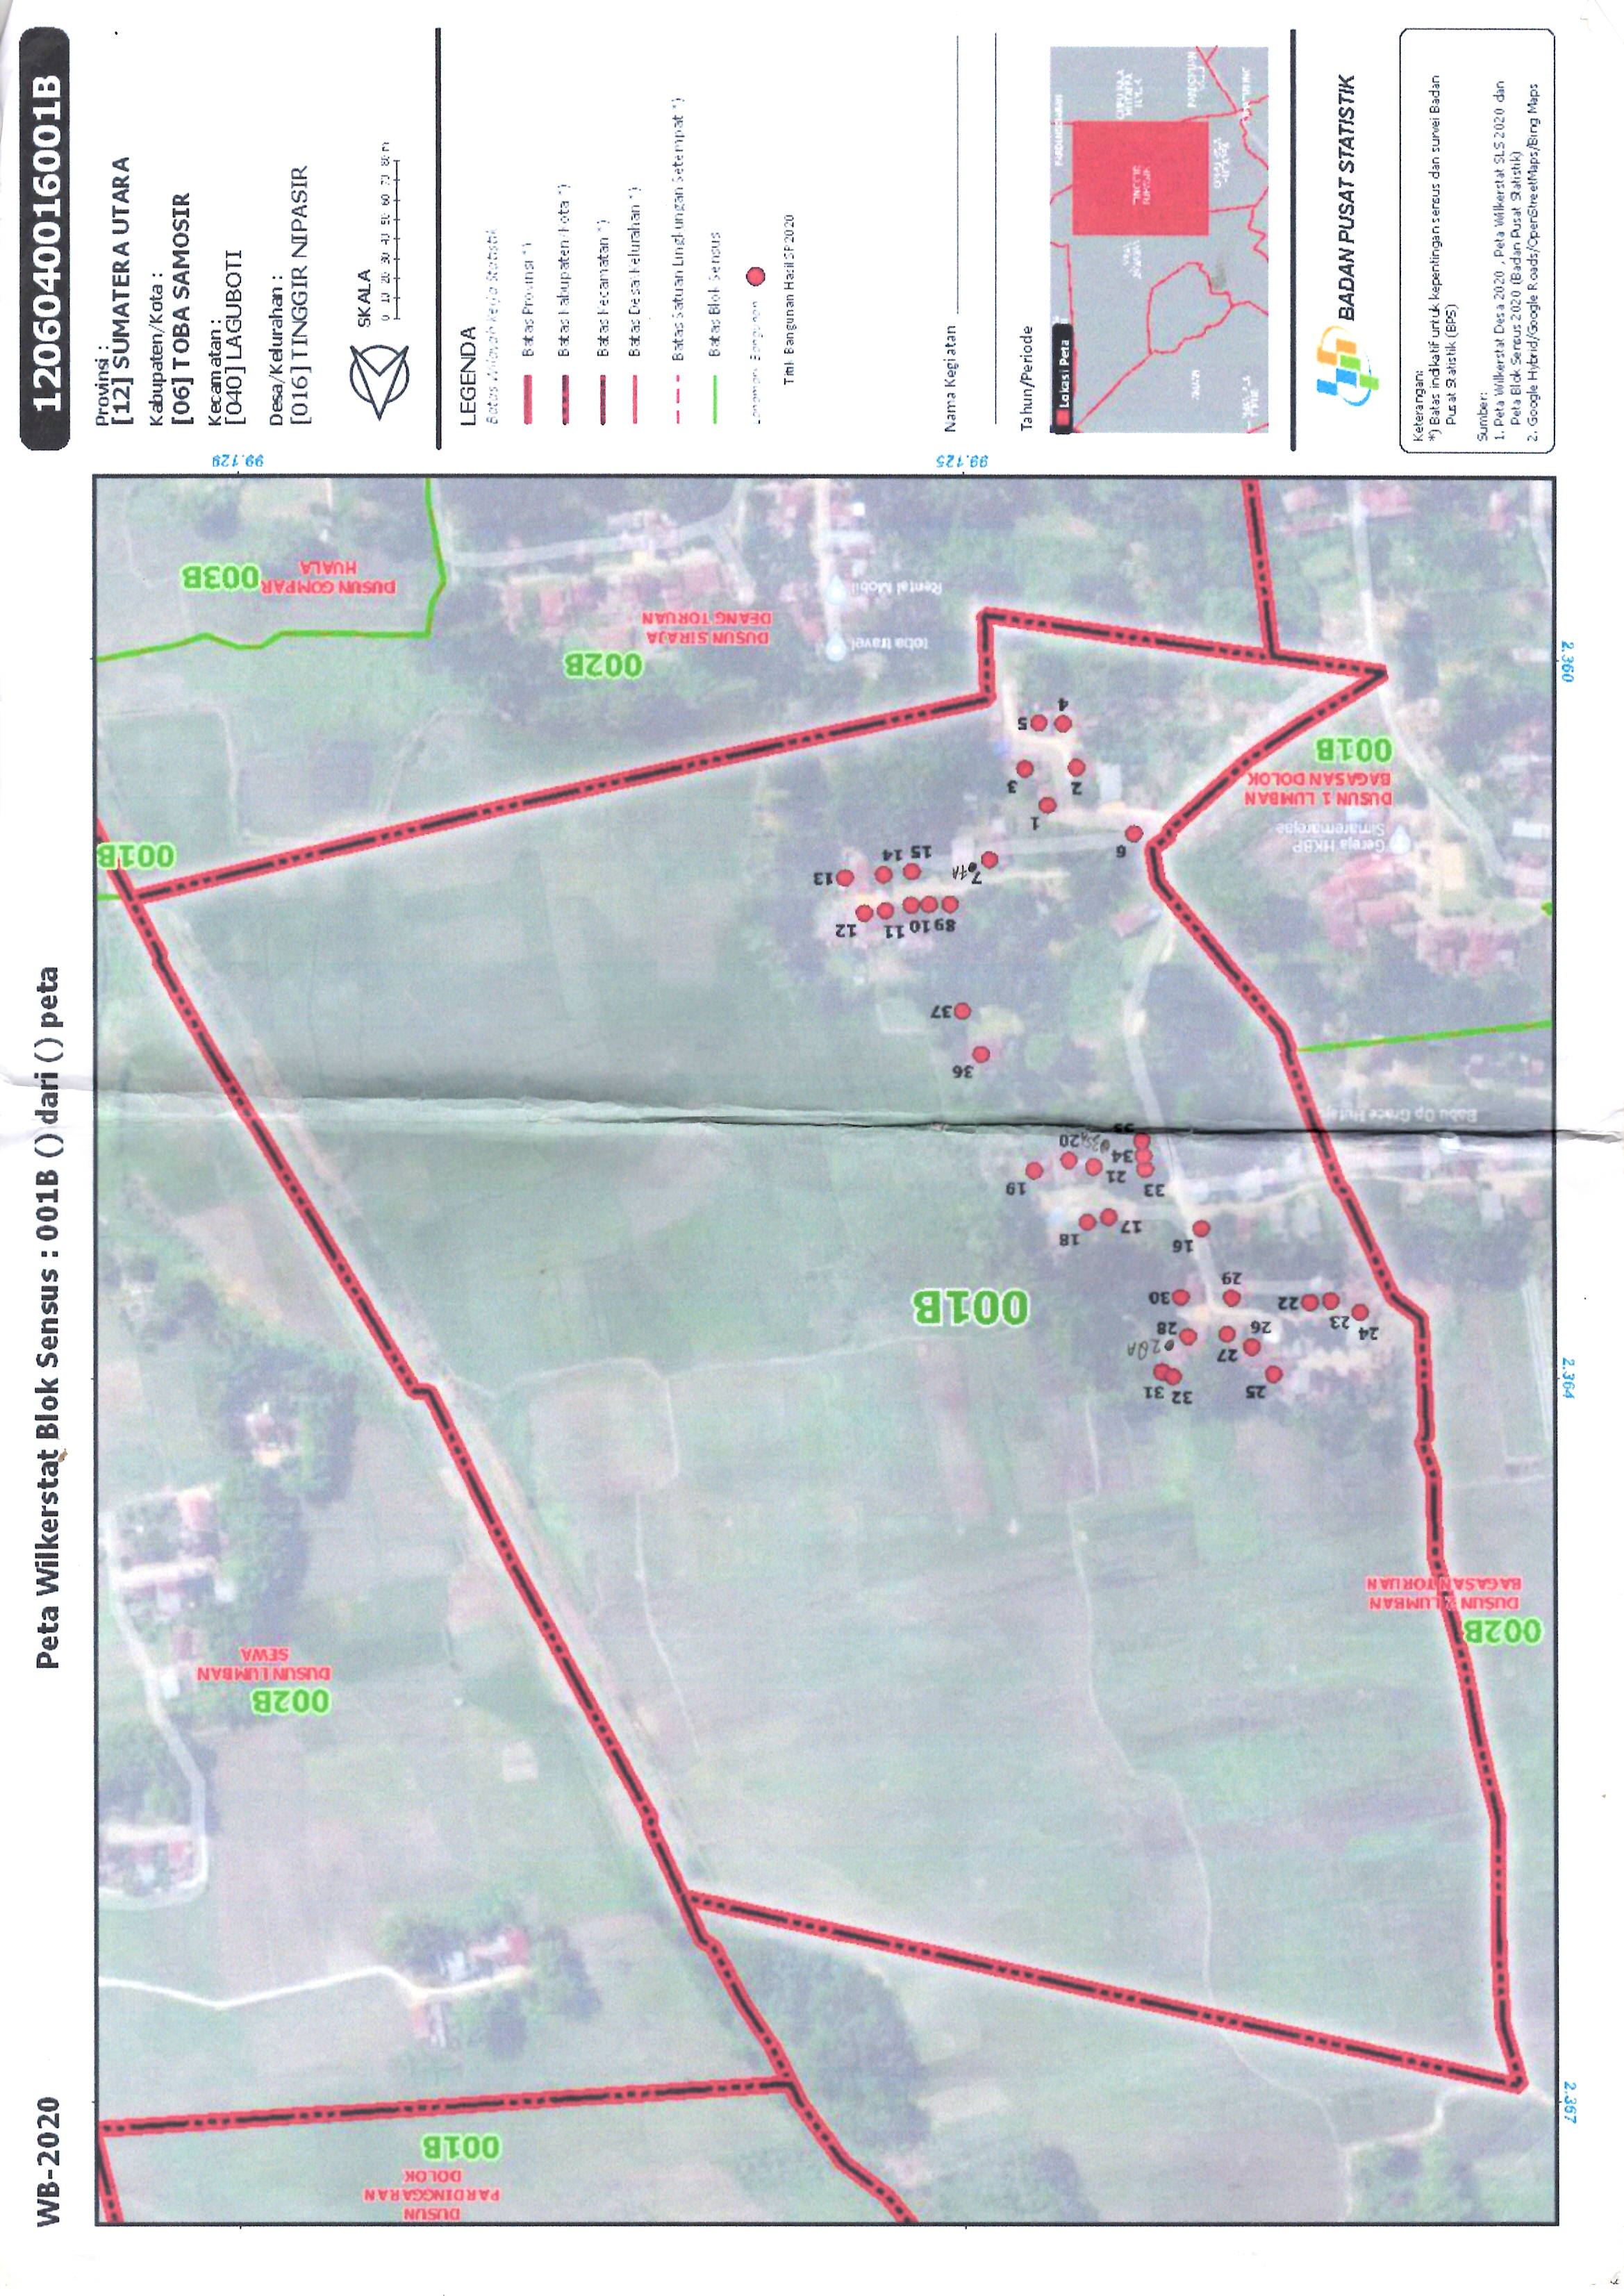 WB-2020
Peta Wilkerstat Blok Sensus : 001B () dari () peta
1206040016001B
Provinsi :
[12] SUMATERA UTARA
Kabupaten/Kota :
[06] TOBA SAMOSIR
Kecamatan :
[040] LAGUBOTI
Desa/Kelurahan :
[016] TINGGIR NIPASIR
SKALA
0 10 20 30 40 50 60 70 80 m
LEGENDA
Batas Wilayah Kerja Statistik
Batas Provinsi *)
Batas Kabupaten/Kota *)
Batas Kecamatan *)
Batas Desa/Kelurahan *)
Batas Satuan Lingkungan Setempat *)
Batas Blok Sensus
Bangunan
Titik Bangunan Hasil SP2020
Nama Kegiatan
Tahun/Periode
Lokasi Peta
BADAN PUSAT STATISTIK
Keterangan:
*) Batas indikatif untuk kepentingan sensus dan survei Badan
Pusat Statistik (BPS)
Sumber:
1. Peta Wilkerstat Desa 2020 , Peta Wilkerstat SLS 2020 dan
Peta Blok Sensus 2020 (Badan Pusat Statistik)
2. Google Hybrid/Google Roads/OpenStreetMaps/Bing Maps
DUSUN
PARDINGGARAN
DOLOK
001B
002B
DUSUN LUMBAN
SEWA
001B
003B
DUSUN GOMPAR
HUALA
002B
DUSUN SIRAJA
DEANG TORUAN
Toba travel
Rental Mobil
001B
12
13
11
14
10
15
9
8
7
7A
36
37
1
3
5
2
4
6
19
18
20
17
21
34
33
35
31
32
20A
28
30
16
27
29
25
26
22
23
24
002B
DUSUN 2 LUMBAN
BAGASAN TORUAN
Gereja HKBP
Simaremarejae
DUSUN 1 LUMBAN
BAGASAN DOLOK
001B
99.129
99.125
2.367
2.364
2.360